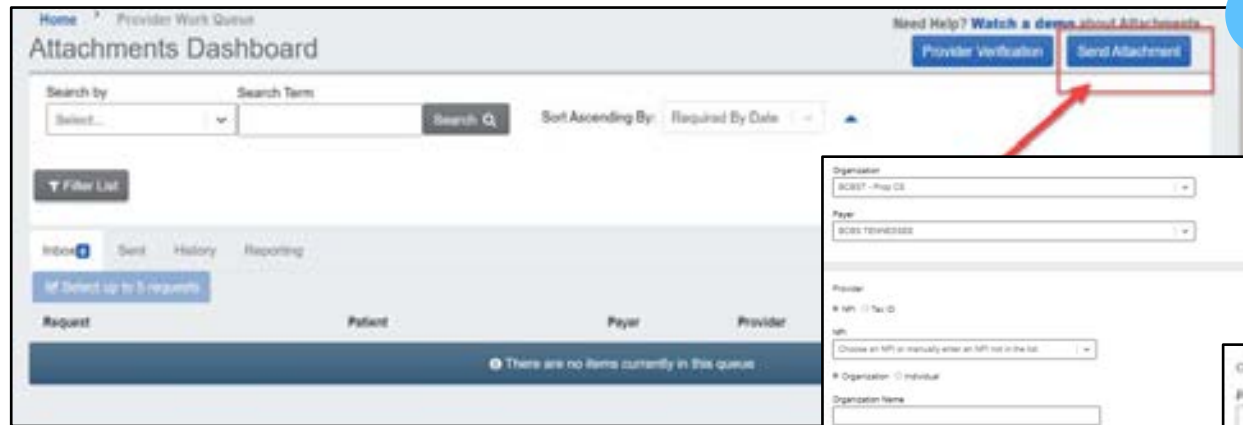 Home > Provider Work Queue
Need Help? Watch a demo about Attachments
Attachments Dashboard
Provider Verification
Send Attachment
Search by
Search Term
Select...
Search
Sort Ascending By:
Required By Date
Filter List
Inbox 0
Sent
History
Reporting
Select up to 5 requests
Request
Patient
Payer
Provider
There are no items currently in this queue
Organization
BCBST - Prop CS
Payer
BCBS TENNESSEE
Provider
NPI
Tax ID
NPI
Choose an NPI or manually enter an NPI not in the list
Organization
Individual
Organization Name